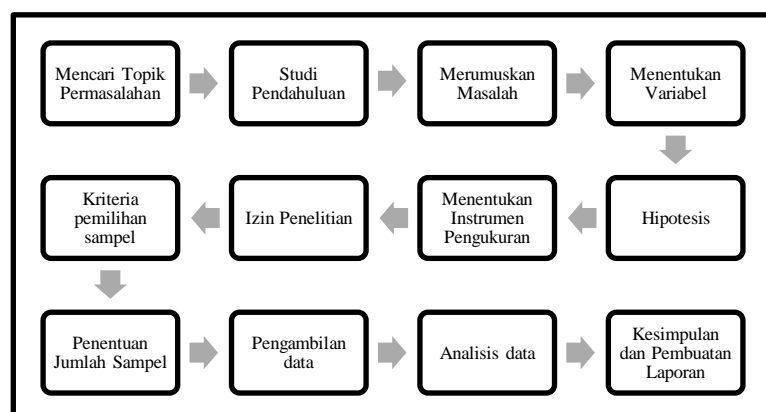 Mencari Topik
Permasalahan
Studi
Pendahuluan
Merumuskan
Masalah
Menentukan
Variabel
Hipotesis
Menentukan
Instrumen
Pengukuran
Izin Penelitian
Kriteria
pemilihan
sampel
Penentuan
Jumlah Sampel
Pengambilan
data
Analisis data
Kesimpulan
dan Pembuatan
Laporan